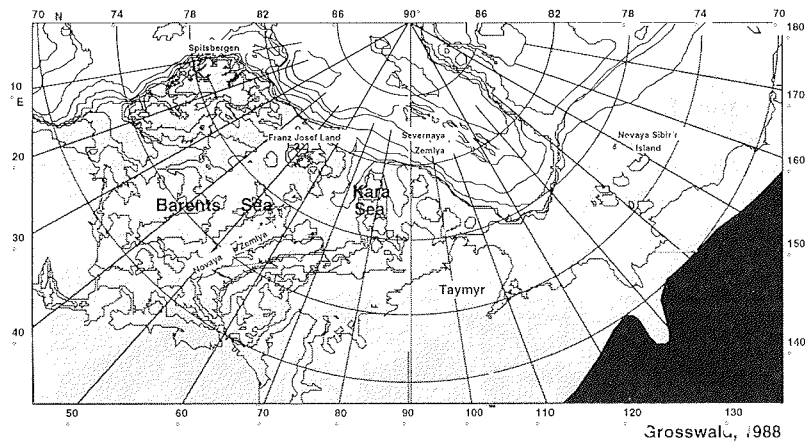 70 N 74 78 82 86 90° 86 82 78 74 70
180
170
160
150
140
10
° E
20
30
40
Spitsbergen
Franz Josef Land
Severnaya
Zemlya
Novaya Sibir'
Island
Barents Sea
Kara
Sea
Novaya Zemlya
Taymyr
50 60 70 80 90 100 110 120 130
Grosswald, 1988